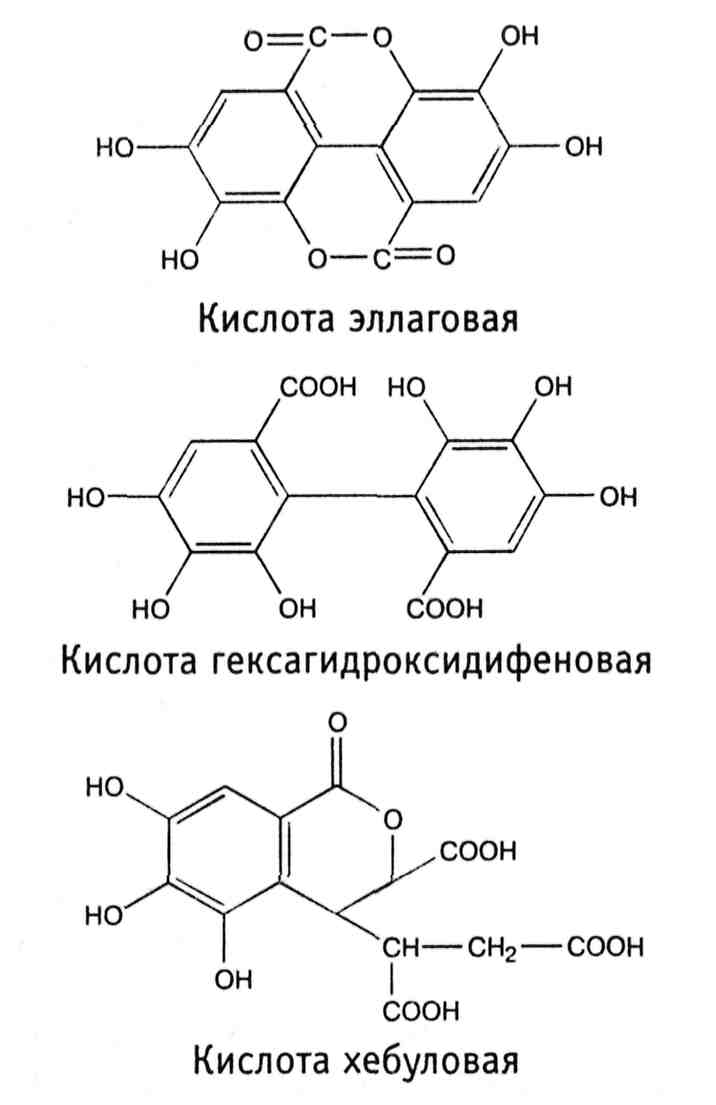 O=C—O OH
HO OH
HO O—C=O
Кислота эллаговая
COOH HO OH
HO OH
HO OH COOH
Кислота гексагидроксидифеновая
O
HO O
COOH
HO CH—CH₂—COOH
OH COOH
Кислота хебуловая